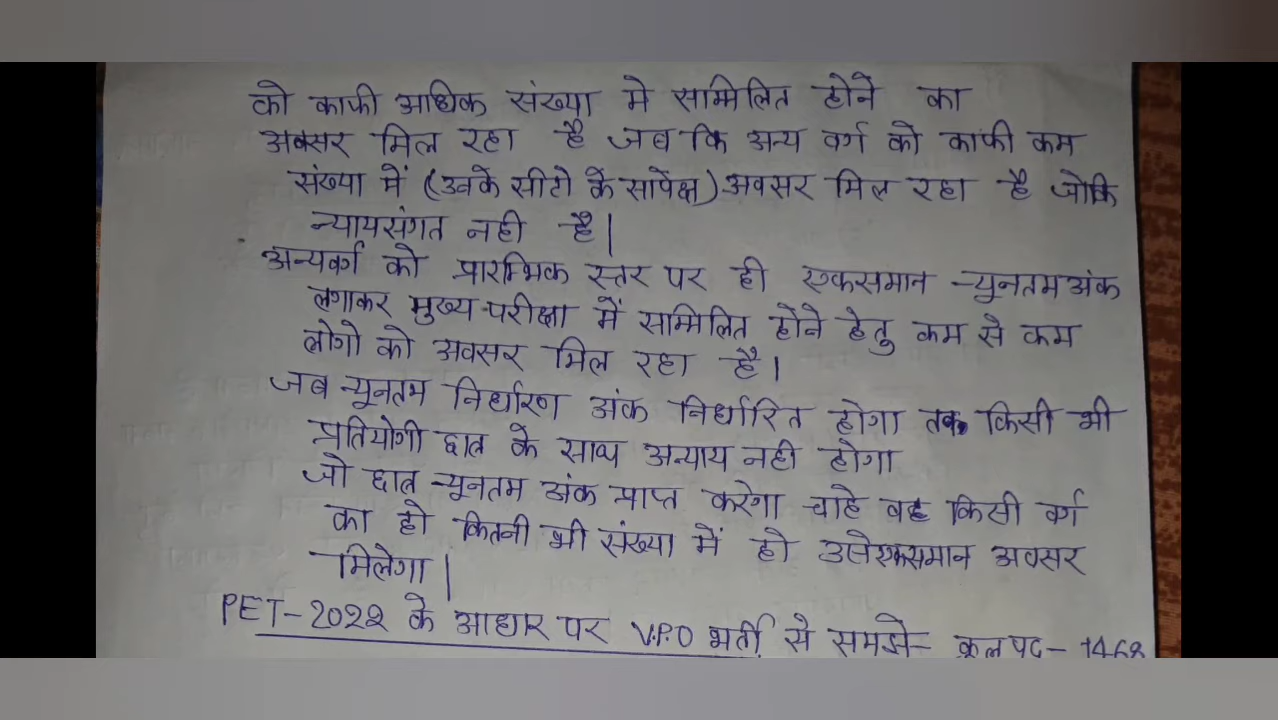 को काफी अधिक संख्या मे सम्मिलित होने का
अवसर मिल रहा है जब कि अन्य वर्ग को काफी कम
संख्या में (उनके सीटो के सापेक्ष) अवसर मिल रहा है जोकि
न्यायसंगत नही है|
अन्यर्का को प्रारम्भिक स्तर पर ही एकसमान न्यूनतम अंक
लगाकर मुख्य परीक्षा में सम्मिलित होने हेतु कम से कम
लोगो को अवसर मिल रहा है।
जब न्यूनतम निर्धारण अंक निर्धारित होगा तब किसी भी
प्रतियोगी छात्र के साथ अन्याय नही होगा
जो छात्र न्यूनतम अंक प्राप्त करेगा चाहे वह किसी वर्ग
का हो कितनी भी संख्या में हो उसे एकसमान अवसर
मिलेगा|
PET-2022 के आधार पर V.P.O भर्ती से समझे- कुल पद- 1468